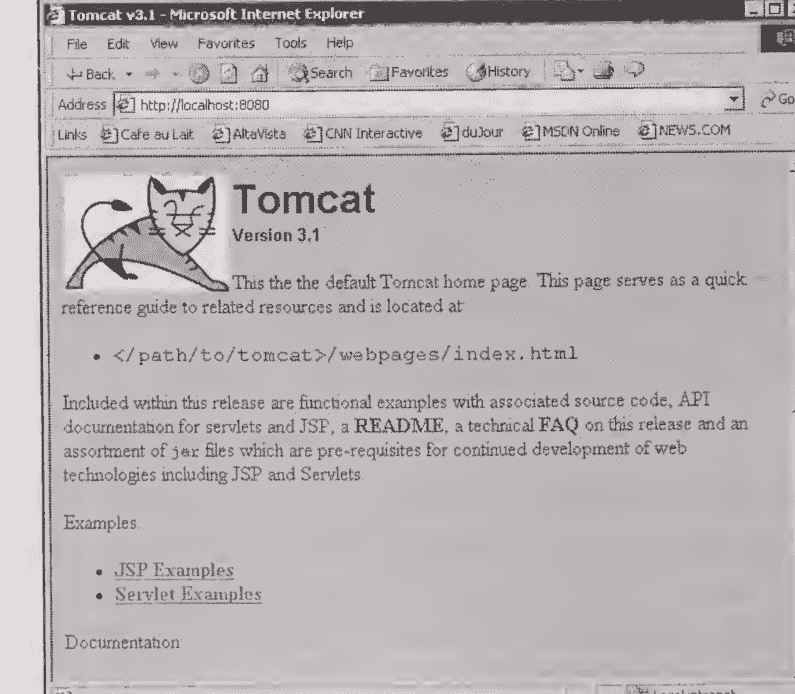 Tomcat v3.1 - Microsoft Internet Explorer
File Edit View Favorites Tools Help
Back Search Favorites History
Address http://localhost:8080 Go
Links Cafe au Lait AltaVista CNN Interactive duJour MSDN Online NEWS.COM
Tomcat
Version 3.1
This the the default Tomcat home page. This page serves as a quick
reference guide to related resources and is located at:
• </path/to/tomcat>/webpages/index.html
Included within this release are functional examples with associated source code, API
documentation for servlets and JSP, a README, a technical FAQ on this release and an
assortment of jar files which are pre-requisites for continued development of web
technologies including JSP and Servlets.
Examples:
• JSP Examples
• Servlet Examples
Documentation